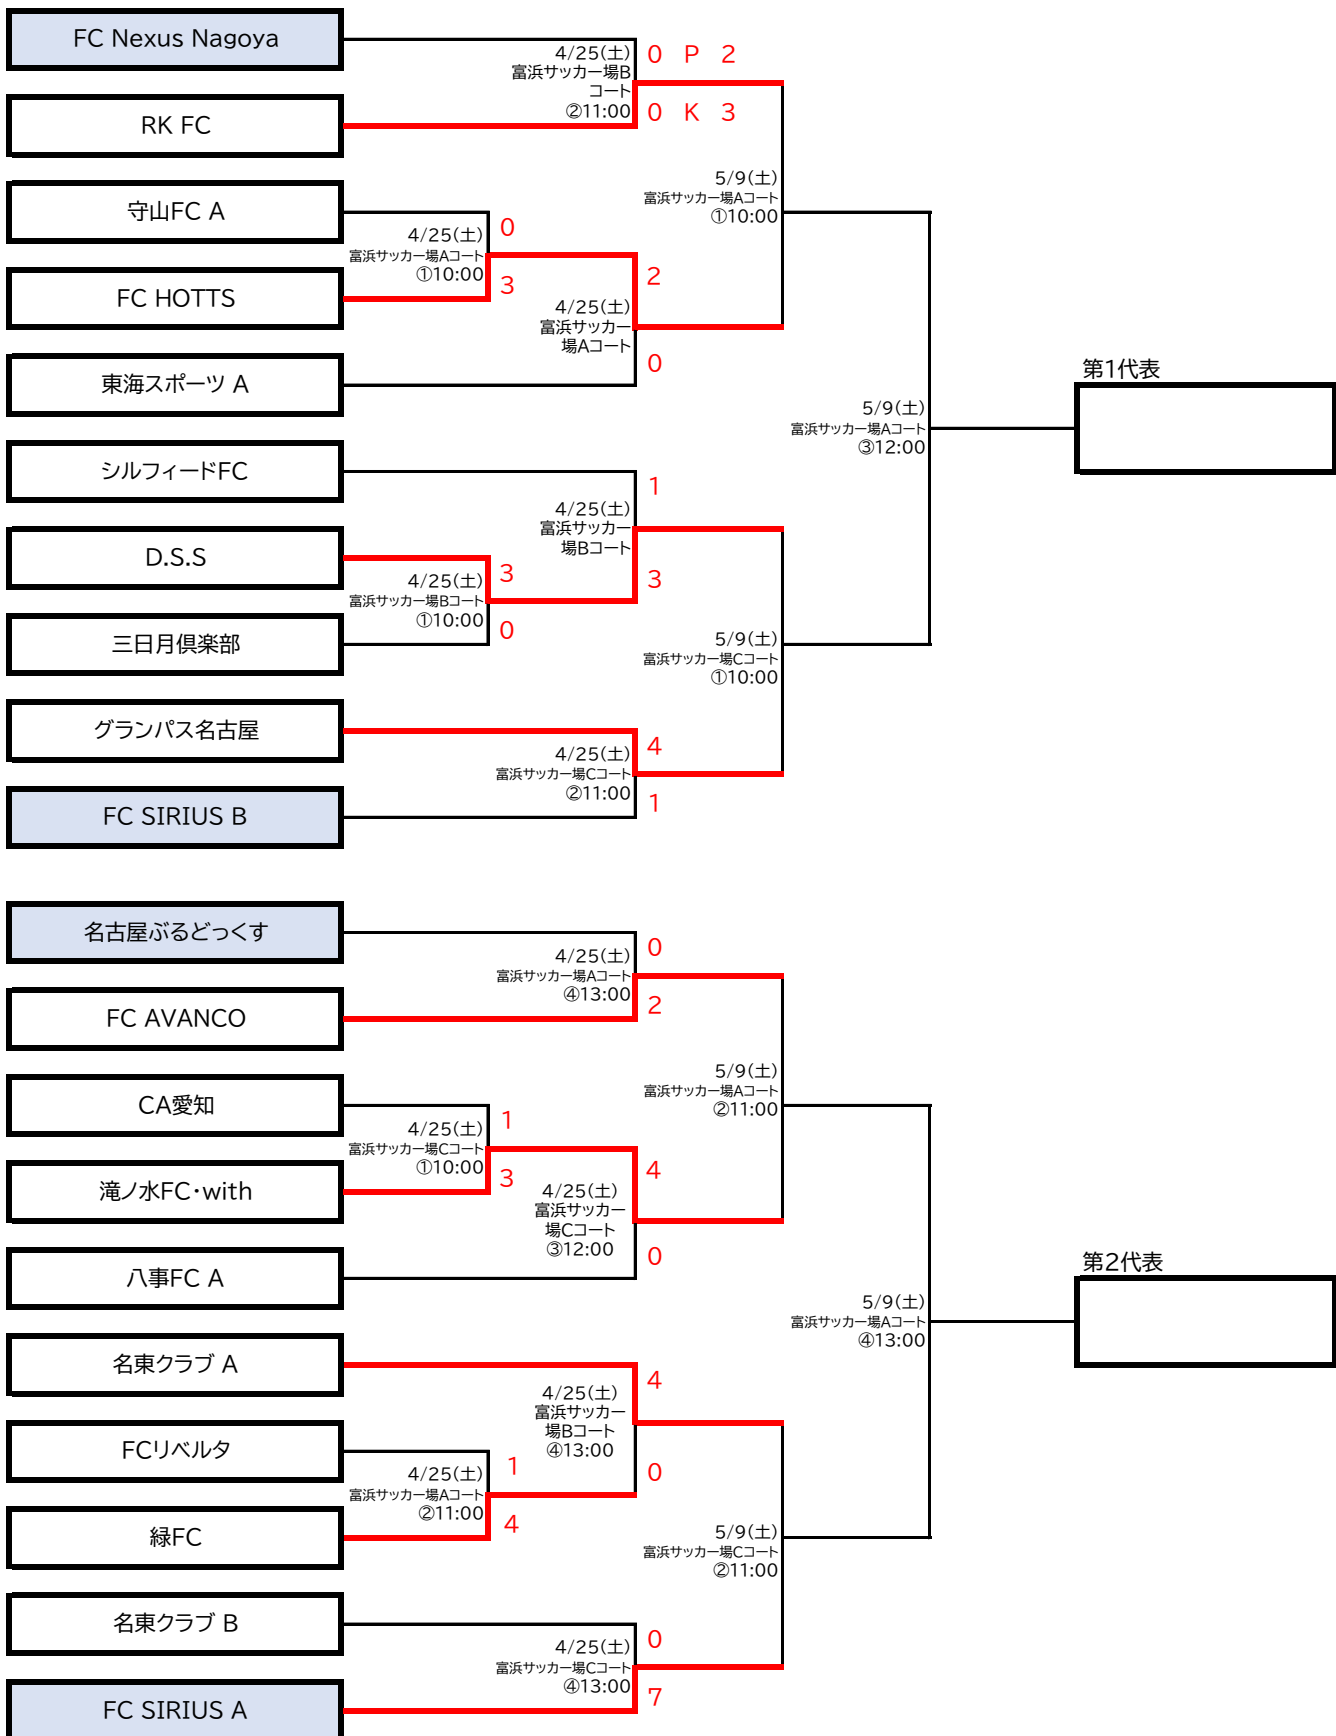 FC Nexus Nagoya
4/25(土)
富浜サッカー場B
コート
②11:00
0 P 2
0 K 3
RK FC
5/9(土)
富浜サッカー場Aコート
①10:00
守山FC A
4/25(土)
富浜サッカー場Aコート
①10:00
0
3
FC HOTTS
4/25(土)
富浜サッカー
場Aコート
2
0
東海スポーツ A
第1代表
5/9(土)
富浜サッカー場Aコート
③12:00
シルフィードFC
4/25(土)
富浜サッカー
場Bコート
1
3
D.S.S
4/25(土)
富浜サッカー場Bコート
①10:00
3
0
三日月倶楽部
5/9(土)
富浜サッカー場Cコート
①10:00
グランパス名古屋
4/25(土)
富浜サッカー場Cコート
②11:00
4
1
FC SIRIUS B
名古屋ぶるどっくす
4/25(土)
富浜サッカー場Aコート
④13:00
0
2
FC AVANCO
5/9(土)
富浜サッカー場Aコート
②11:00
CA愛知
4/25(土)
富浜サッカー場Cコート
①10:00
1
3
滝ノ水FC・with
4/25(土)
富浜サッカー
場Cコート
③12:00
4
0
八事FC A
第2代表
5/9(土)
富浜サッカー場Aコート
④13:00
名東クラブ A
4/25(土)
富浜サッカー
場Bコート
④13:00
4
0
FCリベルタ
4/25(土)
富浜サッカー場Aコート
②11:00
1
4
緑FC
5/9(土)
富浜サッカー場Cコート
②11:00
名東クラブ B
4/25(土)
富浜サッカー場Cコート
④13:00
0
7
FC SIRIUS A